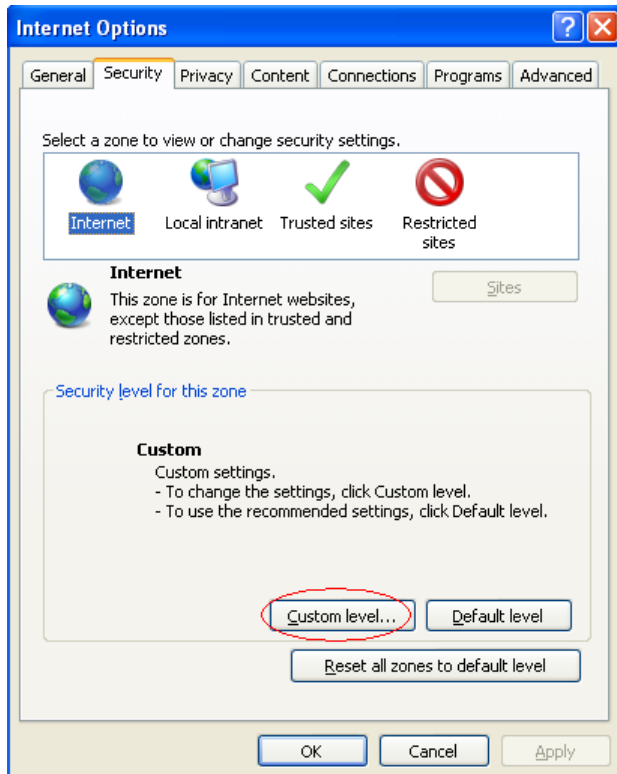 Internet Options
General Security Privacy Content Connections Programs Advanced
Select a zone to view or change security settings.
Internet Local intranet Trusted sites Restricted
sites
Internet
Sites
This zone is for Internet websites,
except those listed in trusted and
restricted zones.
Security level for this zone
Custom
Custom settings.
- To change the settings, click Custom level.
- To use the recommended settings, click Default level.
Custom level... Default level
Reset all zones to default level
OK Cancel Apply